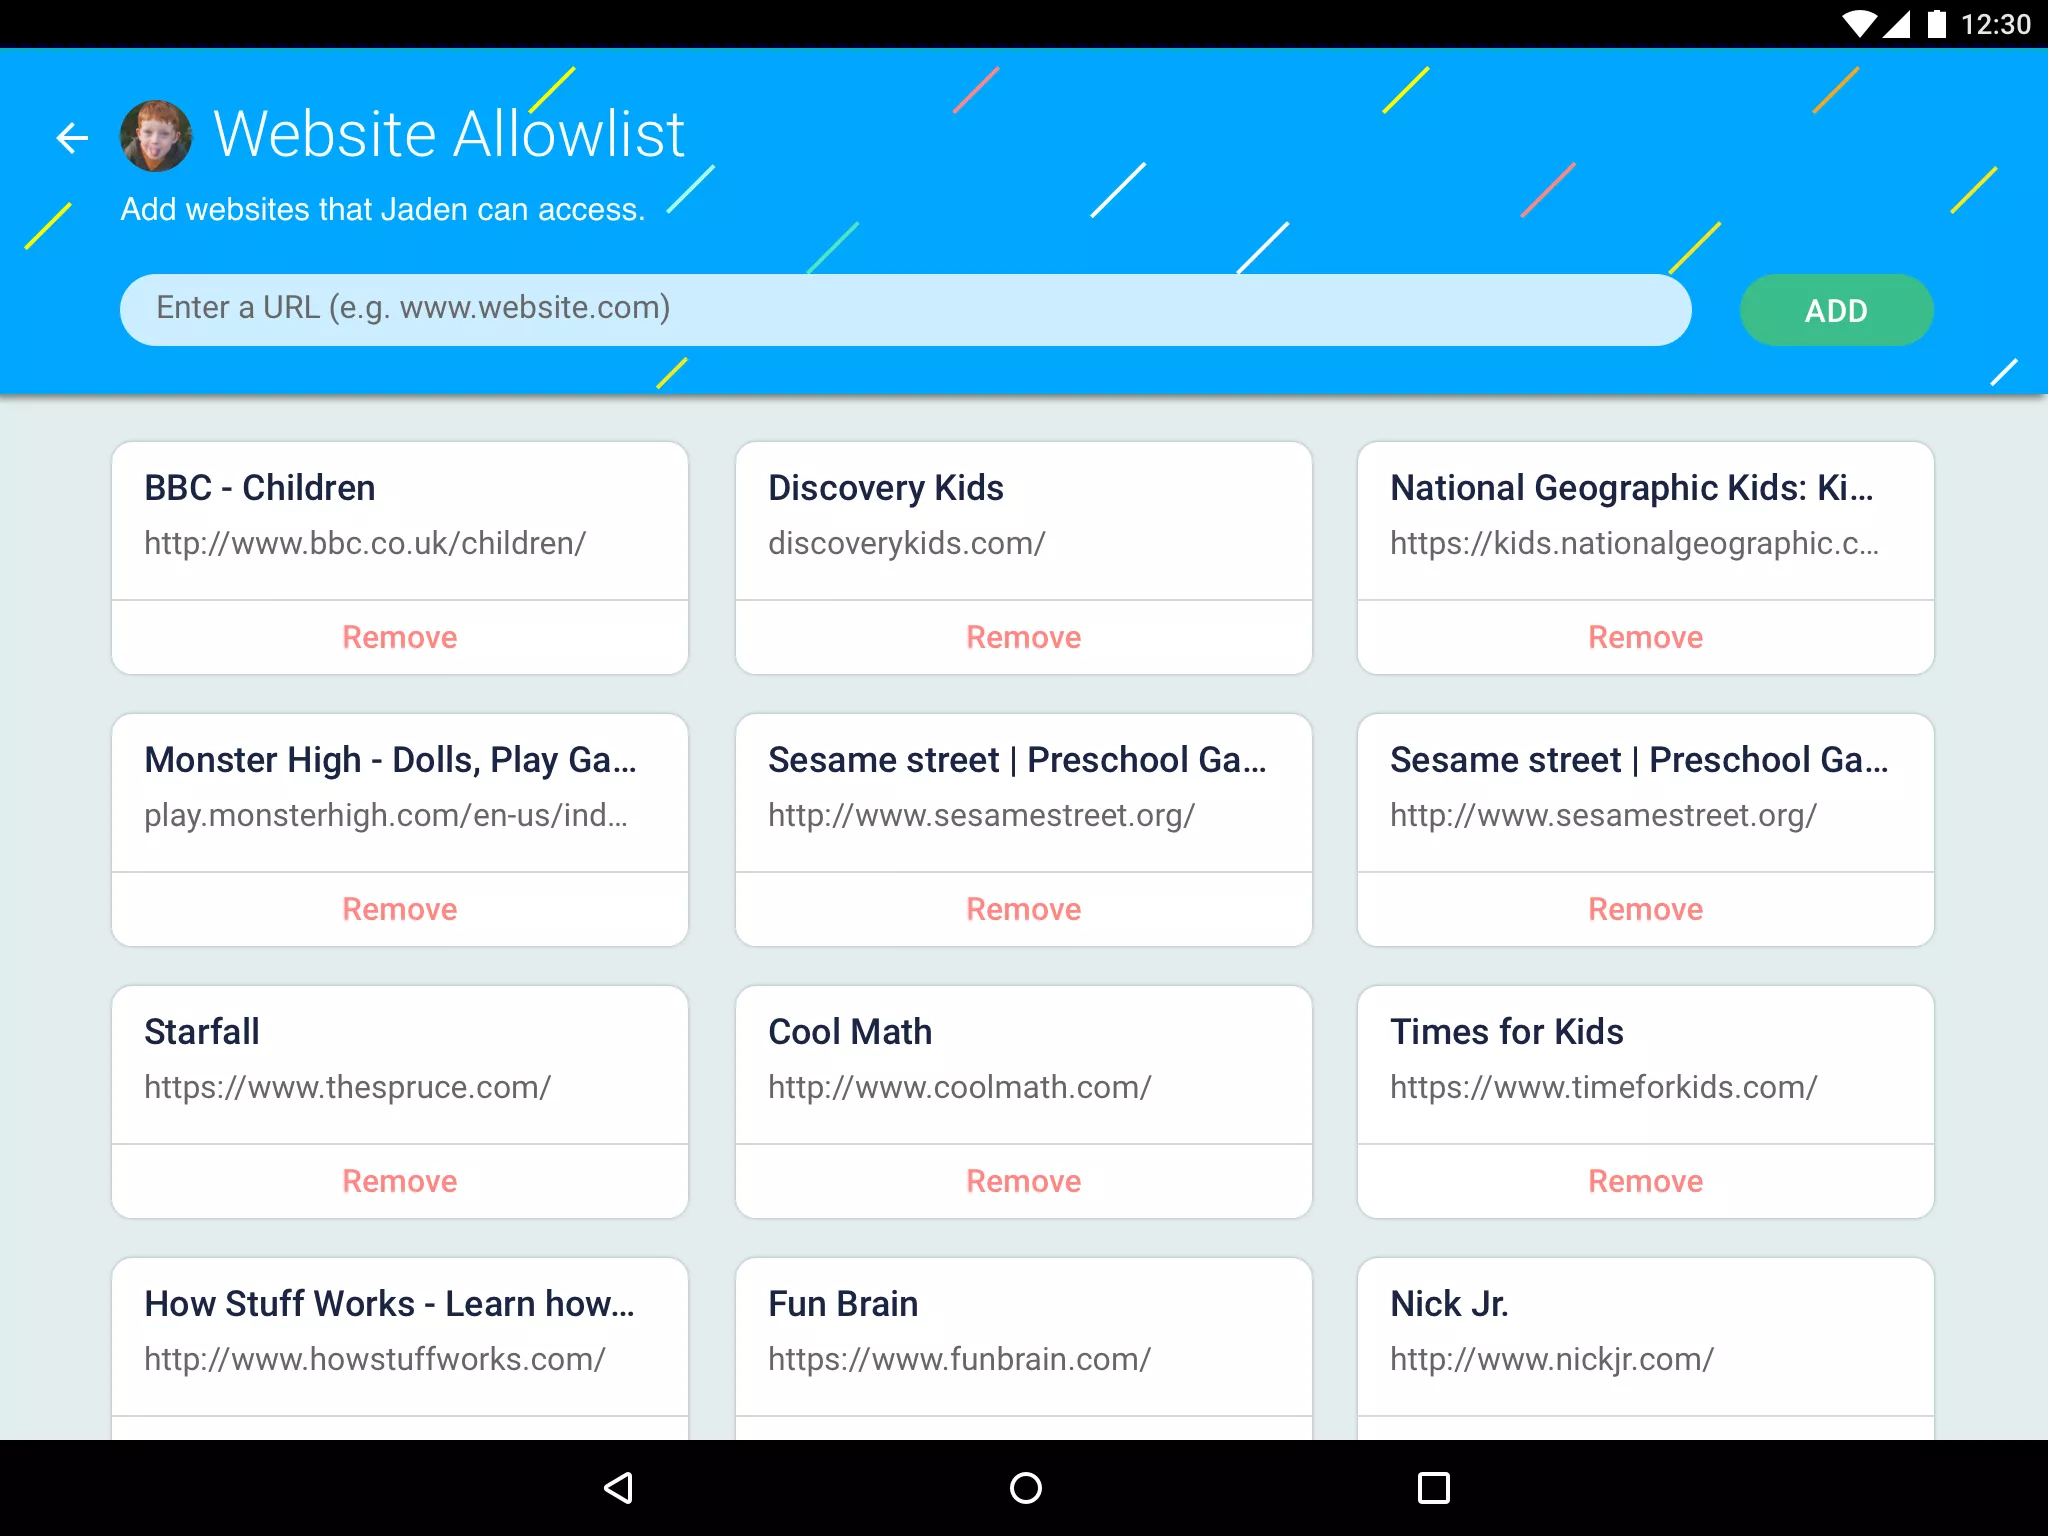 12:30
Website Allowlist
Add websites that Jaden can access.
Enter a URL (e.g. www.website.com)
ADD
BBC - Children
http://www.bbc.co.uk/children/
Remove
Discovery Kids
discoverykids.com/
Remove
National Geographic Kids: Ki...
https://kids.nationalgeographic.c...
Remove
Monster High - Dolls, Play Ga...
play.monsterhigh.com/en-us/ind...
Remove
Sesame street | Preschool Ga...
http://www.sesamestreet.org/
Remove
Sesame street | Preschool Ga...
http://www.sesamestreet.org/
Remove
Starfall
https://www.thespruce.com/
Remove
Cool Math
http://www.coolmath.com/
Remove
Times for Kids
https://www.timeforkids.com/
Remove
How Stuff Works - Learn how...
http://www.howstuffworks.com/
Fun Brain
https://www.funbrain.com/
Nick Jr.
http://www.nickjr.com/